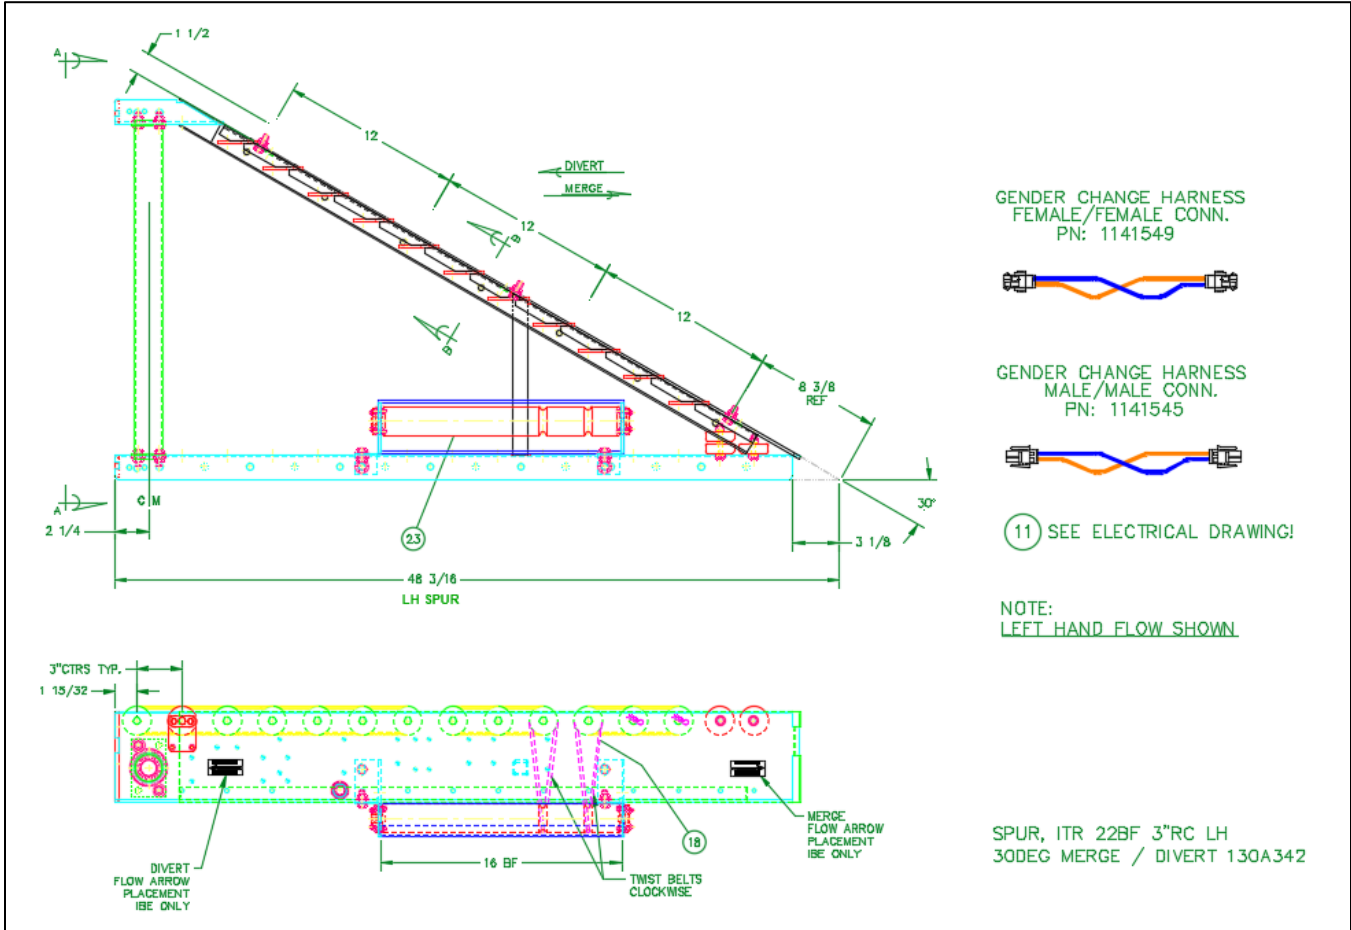 1 1/2
A
12
DIVERT
MERGE
12
B
12
B
8 3/8
REF
30°
A
C M
2 1/4
23
3 1/8
48 3/16
LH SPUR
GENDER CHANGE HARNESS
FEMALE/FEMALE CONN.
PN: 1141549
GENDER CHANGE HARNESS
MALE/MALE CONN.
PN: 1141545
11 SEE ELECTRICAL DRAWING!
NOTE:
LEFT HAND FLOW SHOWN
3"CTRS TYP.
1 15/32
DIVERT
FLOW ARROW
PLACEMENT
IBE ONLY
16 BF
TWIST BELTS
CLOCKWISE
18
MERGE
FLOW ARROW
PLACEMENT
IBE ONLY
SPUR, ITR 22BF 3"RC LH
30DEG MERGE / DIVERT 130A342